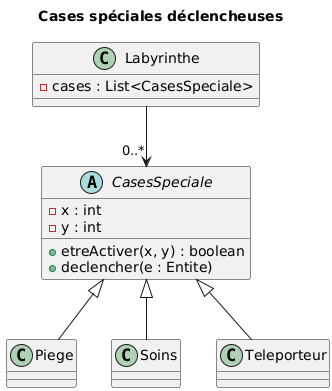 Cases spéciales déclencheuses
C Labyrinthe
cases : List<CasesSpeciale>
0..*
A CasesSpeciale
x : int
y : int
etreActiver(x, y) : boolean
declencher(e : Entite)
C Piege
C Soins
C Teleporteur